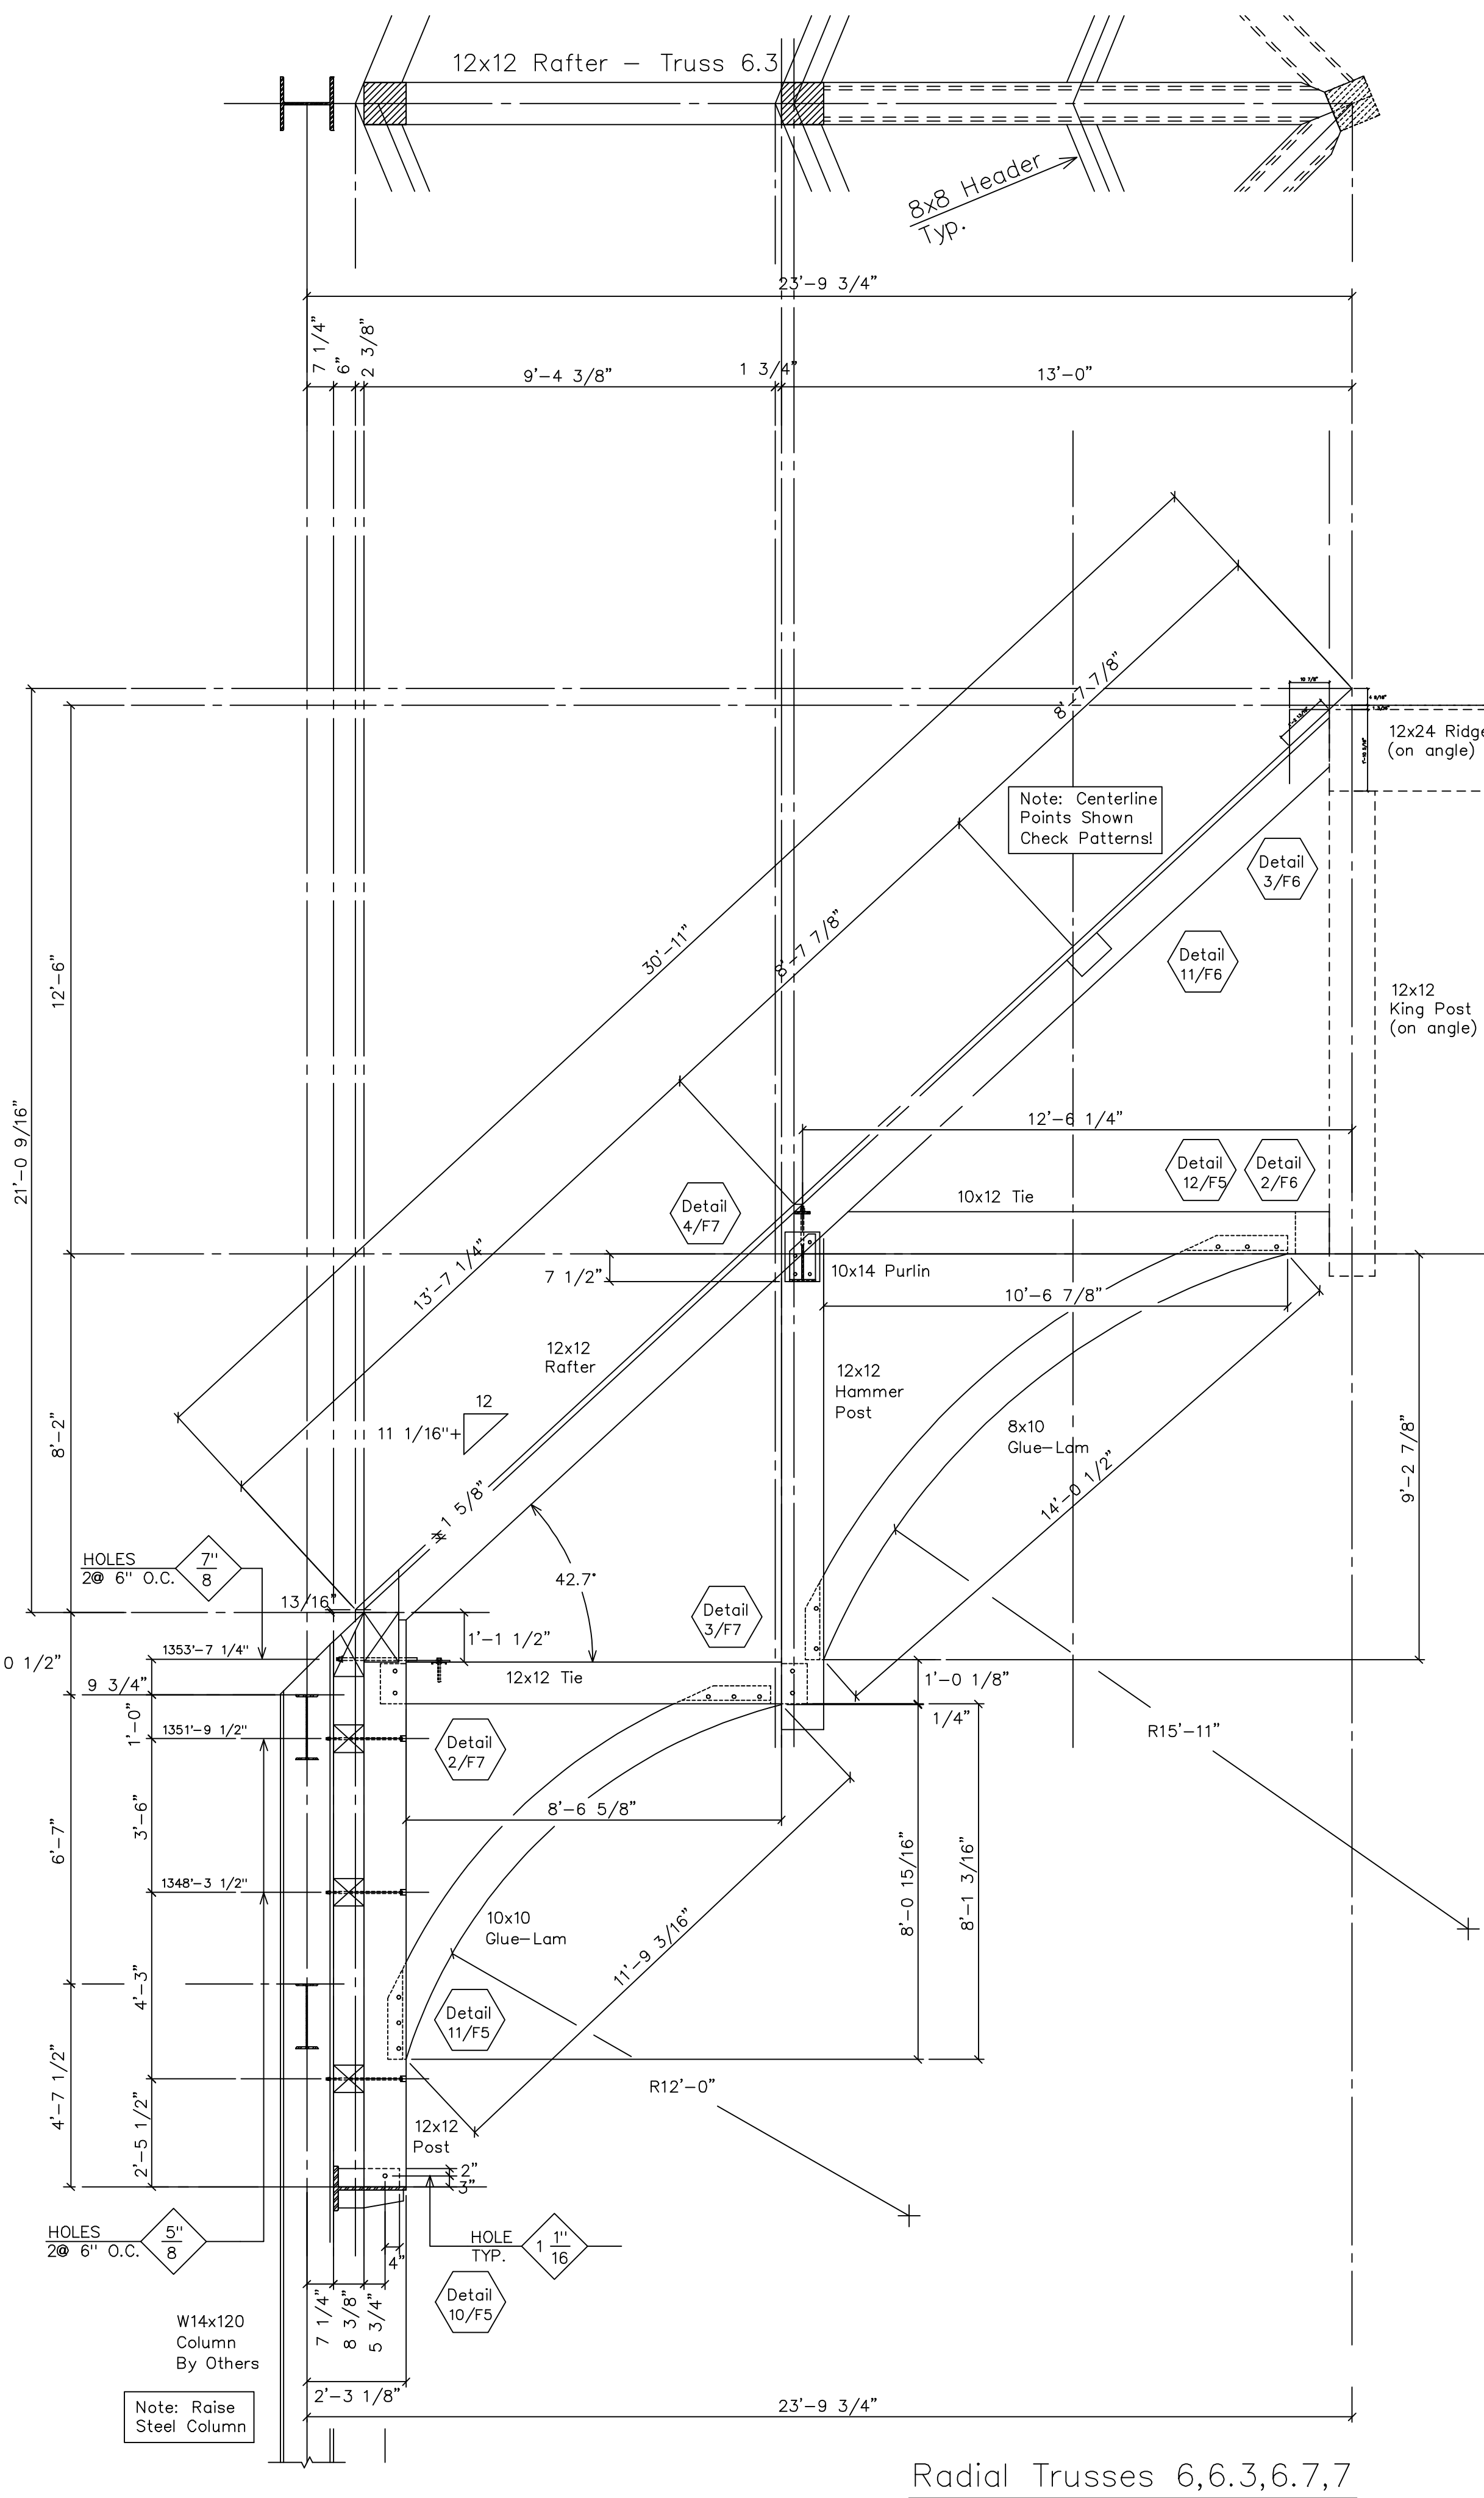 12x12 Rafter – Truss 6.3
8x8 Header
Typ.
23'–9 3/4"
7 1/4"
6"
2 3/8"
9'–4 3/8"
1 3/4"
13'–0"
8'–7 7/8"
12x24 Ridge
(on angle)
Note: Centerline
Points Shown
Check Patterns!
Detail
3/F6
30'–11"
8'–7 7/8"
Detail
11/F6
12'–6"
12x12
King Post
(on angle)
21'–0 9/16"
12'–6 1/4"
Detail
12/F5
Detail
2/F6
10x12 Tie
Detail
4/F7
13'–7 1/4"
7 1/2"
10x14 Purlin
10'–6 7/8"
12x12
Rafter
12x12
Hammer
Post
12
11 1/16"+
8'–2"
8x10
Glue–Lam
14'–0 1/2"
9'–2 7/8"
1 5/8"
HOLES
2@ 6" O.C.
7"
8
42.7°
13/16"
Detail
3/F7
1'–1 1/2"
0 1/2"
1353'–7 1/4"
12x12 Tie
1'–0 1/8"
9 3/4"
1/4"
1'–0"
1351'–9 1/2"
Detail
2/F7
R15'–11"
8'–6 5/8"
3'–6"
6'–7"
8'–0 15/16"
8'–1 3/16"
1348'–3 1/2"
10x10
Glue–Lam
11'–9 3/16"
4'–3"
Detail
11/F5
R12'–0"
4'–7 1/2"
2'–5 1/2"
12x12
Post
2"
3"
HOLES
2@ 6" O.C.
5"
8
HOLE
TYP.
1 1"
16
4"
Detail
10/F5
7 1/4"
8 3/8"
5 3/4"
W14x120
Column
By Others
2'–3 1/8"
Note: Raise
Steel Column
23'–9 3/4"
Radial Trusses 6,6.3,6.7,7